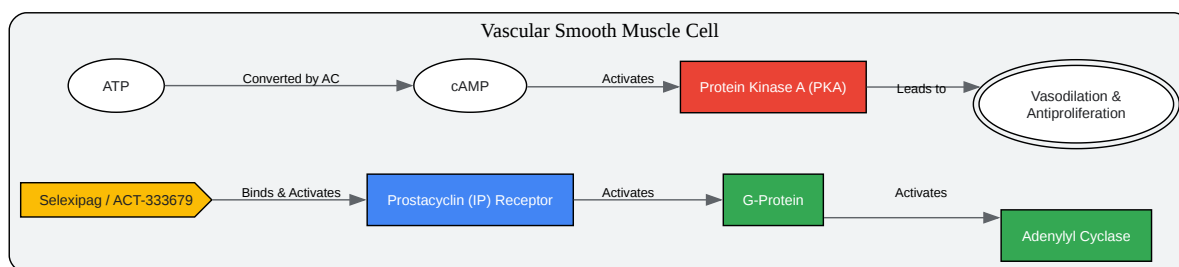 Vascular Smooth Muscle Cell
ATP
Converted by AC
cAMP
Activates
Protein Kinase A (PKA)
Leads to
Vasodilation &
Antiproliferation
Selexipag / ACT-333679
Binds & Activates
Prostacyclin (IP) Receptor
Activates
G-Protein
Activates
Adenylyl Cyclase